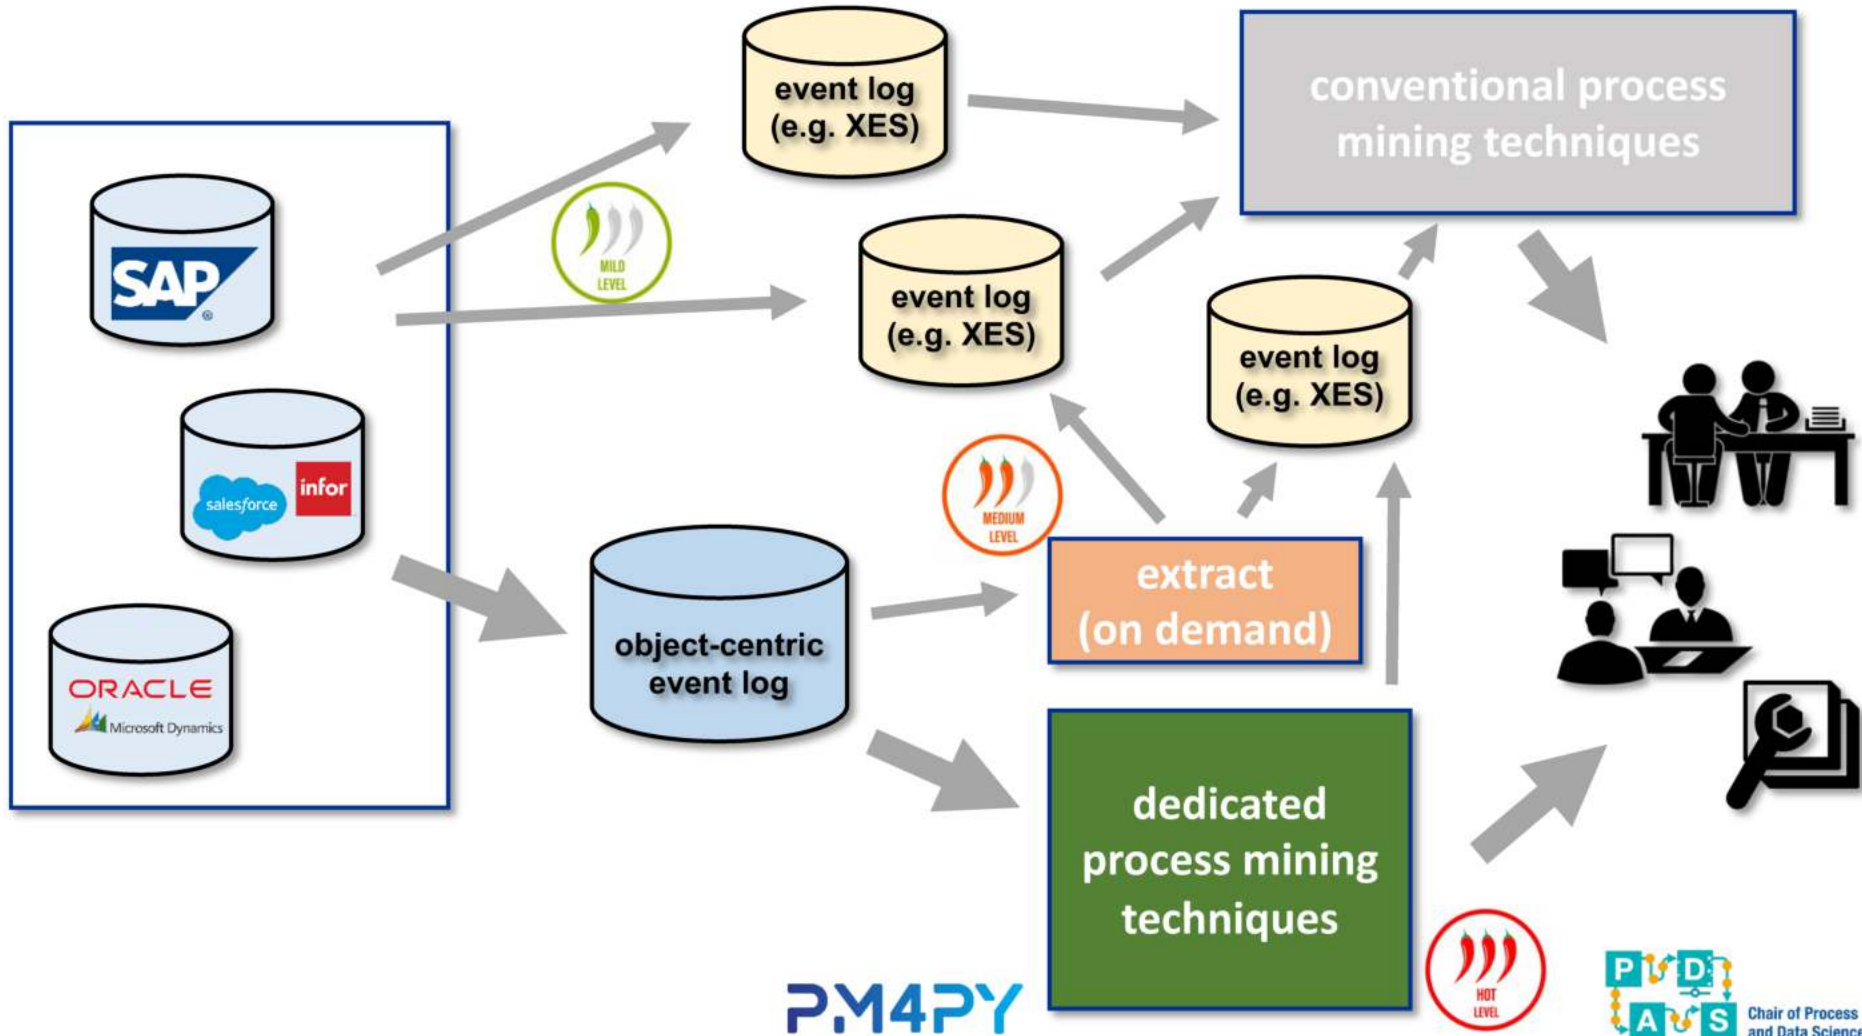 event log
(e.g. XES)
conventional process
mining techniques
SAP
®
MILD
LEVEL
event log
(e.g. XES)
event log
(e.g. XES)
salesforce
infor
MEDIUM
LEVEL
extract
(on demand)
object-centric
event log
ORACLE
Microsoft Dynamics
dedicated
process mining
techniques
HOT
LEVEL
PM4PY
P D
A S
Chair of Process
and Data Science